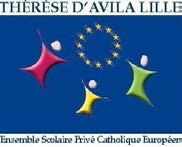 THÉRÈSE D'AVILA LILLE
Ensemble Scolaire Privé Catholique Européen